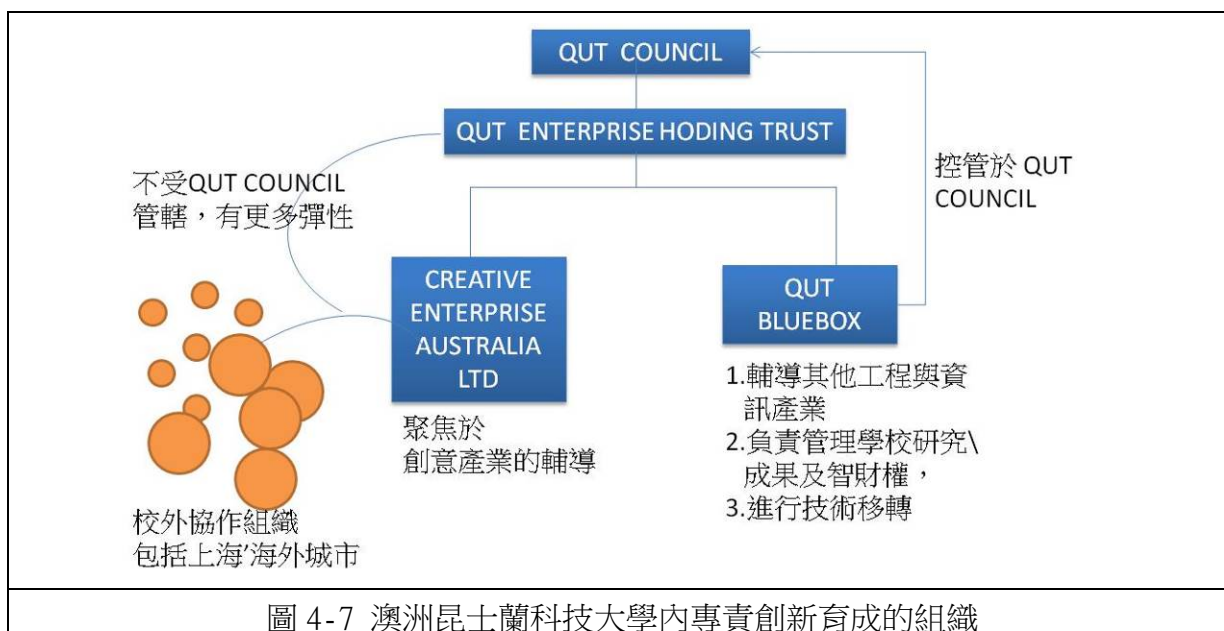 QUT COUNCIL
QUT ENTERPRISE HODING TRUST
不受QUT COUNCIL
管轄，有更多彈性
控管於 QUT
COUNCIL
CREATIVE
ENTERPRISE
AUSTRALIA
LTD
QUT
BLUEBOX
聚焦於
創意產業的輔導
1.輔導其他工程與資
訊產業
2.負責管理學校研究\
成果及智財權，
3.進行技術移轉
校外協作組織
包括上海’海外城市
圖 4-7 澳洲昆士蘭科技大學內專責創新育成的組織